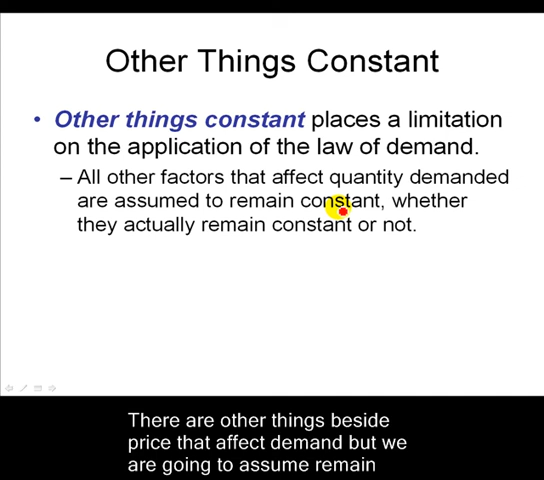 Other Things Constant
• Other things constant places a limitation
on the application of the law of demand.
– All other factors that affect quantity demanded
are assumed to remain constant, whether
they actually remain constant or not.
There are other things beside
price that affect demand but we
are going to assume remain